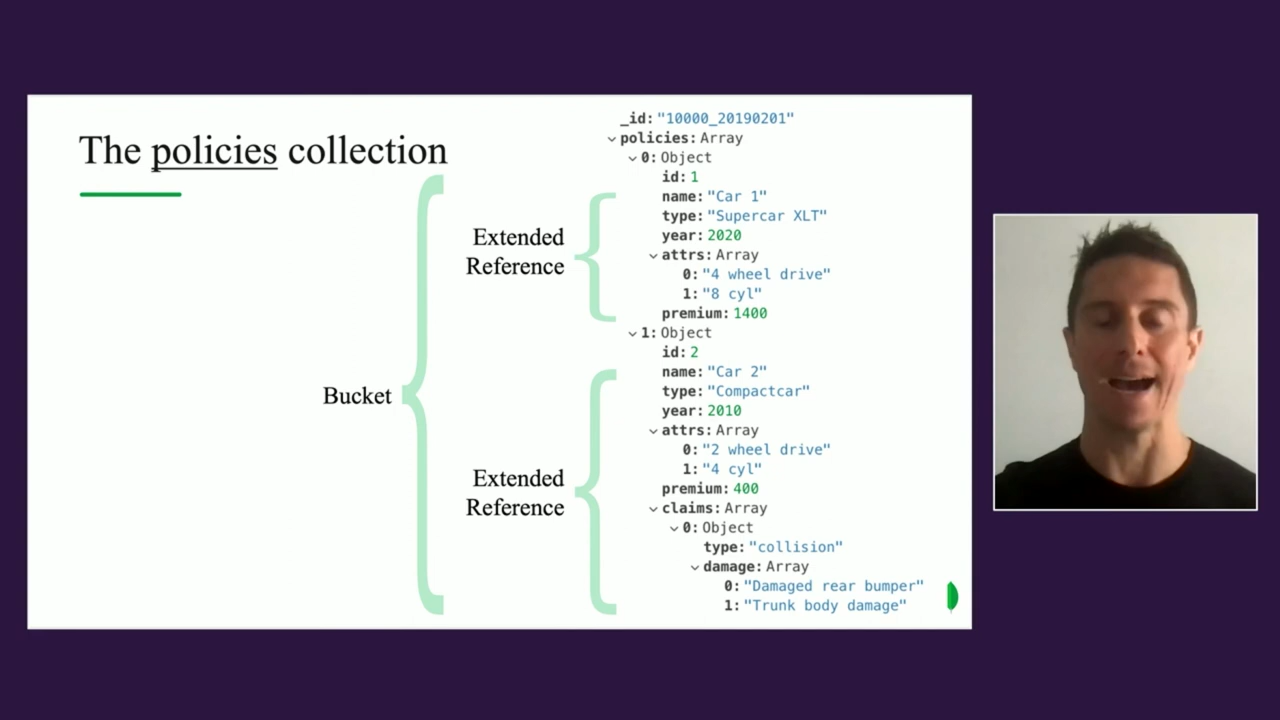 The policies collection
Bucket
Extended
Reference
Extended
Reference
_id: "10000_20190201"
policies: Array
0: Object
id: 1
name: "Car 1"
type: "Supercar XLT"
year: 2020
attrs: Array
0: "4 wheel drive"
1: "8 cyl"
premium: 1400
1: Object
id: 2
name: "Car 2"
type: "Compactcar"
year: 2010
attrs: Array
0: "2 wheel drive"
1: "4 cyl"
premium: 400
claims: Array
0: Object
type: "collision"
damage: Array
0: "Damaged rear bumper"
1: "Trunk body damage"